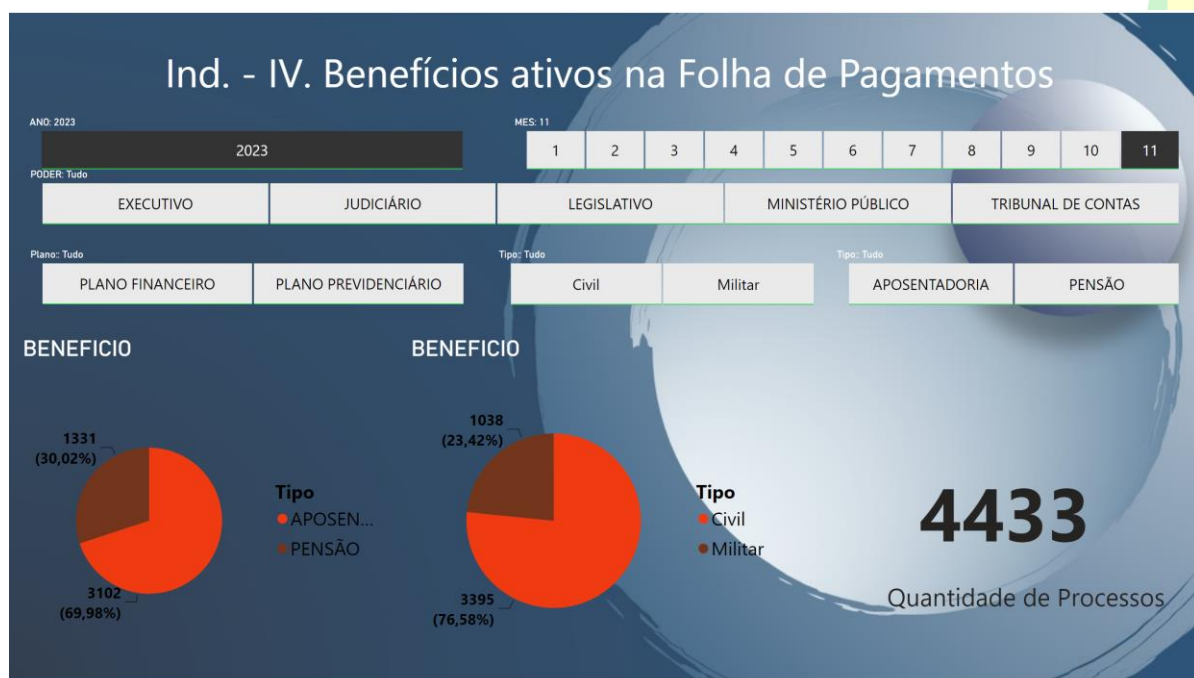 Ind. - IV. Benefícios ativos na Folha de Pagamentos
ANO: 2023
MES: 11
2023
1 2 3 4 5 6 7 8 9 10 11
PODER: Tudo
EXECUTIVO JUDICIÁRIO LEGISLATIVO MINISTÉRIO PÚBLICO TRIBUNAL DE CONTAS
Plano:: Tudo
Tipo:: Tudo
Tipo:: Tudo
PLANO FINANCEIRO PLANO PREVIDENCIÁRIO Civil Militar APOSENTADORIA PENSÃO
BENEFICIO
1331
(30,02%)
3102
(69,98%)
Tipo
APOSEN...
PENSÃO
BENEFICIO
1038
(23,42%)
3395
(76,58%)
Tipo
Civil
Militar
4433
Quantidade de Processos